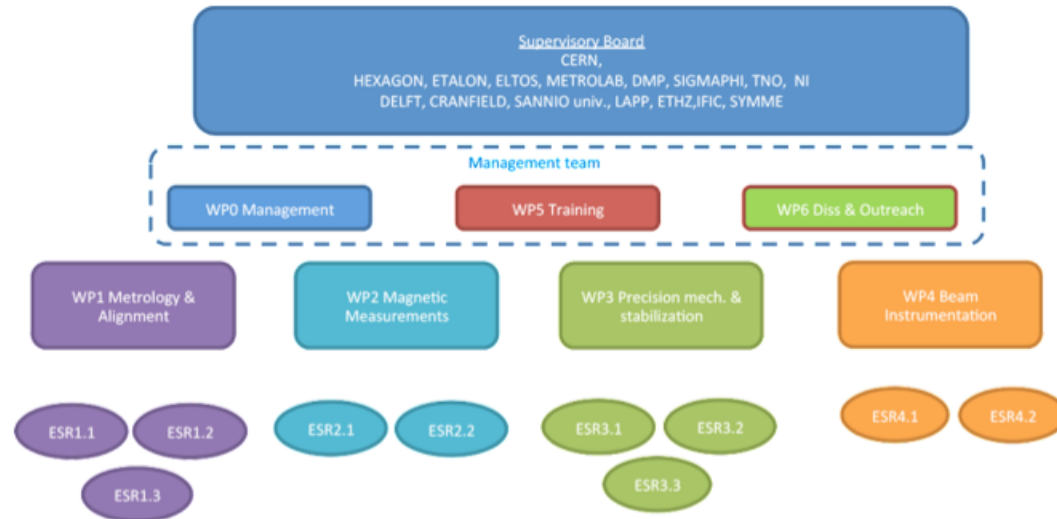 Supervisory Board
CERN,
HEXAGON, ETALON, ELTOS, METROLAB, DMP, SIGMAPHI, TNO, NI
DELFT, CRANFIELD, SANNIO univ., LAPP, ETHZ,IFIC, SYMME
Management team
WP0 Management
WP5 Training
WP6 Diss & Outreach
WP1 Metrology &
Alignment
WP2 Magnetic
Measurements
WP3 Precision mech. &
stabilization
WP4 Beam
Instrumentation
ESR1.1
ESR1.2
ESR1.3
ESR2.1
ESR2.2
ESR3.1
ESR3.2
ESR3.3
ESR4.1
ESR4.2